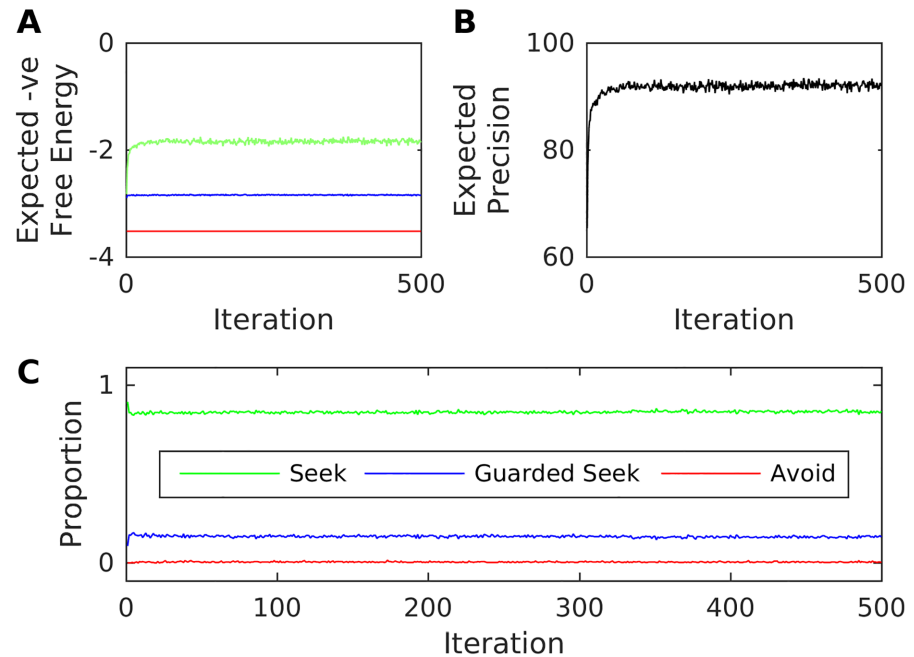 A
B
0
-2
-4
Expected -ve
Free Energy
0
500
Iteration
100
80
60
Expected
Precision
0
500
Iteration
C
1
0
Proportion
Seek
Guarded Seek
Avoid
0
100
200
300
400
500
Iteration